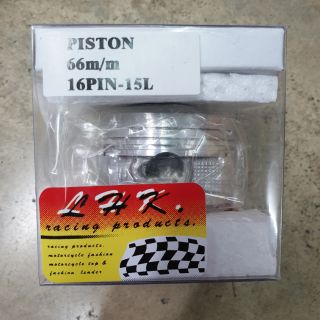 PISTON
66m/m
16PIN-15L
LHK.
racing products.
racing products.
motorcycle fashion
motorcycle top &
fashion leader